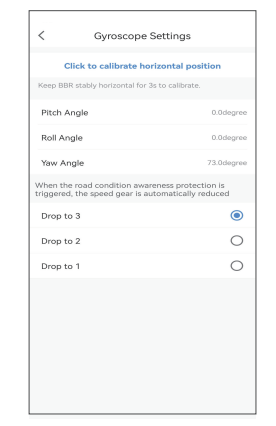 Gyroscope Settings
Click to calibrate horizontal position
Keep BBR stably horizontal for 3s to calibrate.
Pitch Angle 0.0degree
Roll Angle 0.0degree
Yaw Angle 73.0degree
When the road condition awareness protection is
triggered, the speed gear is automatically reduced
Drop to 3
Drop to 2
Drop to 1